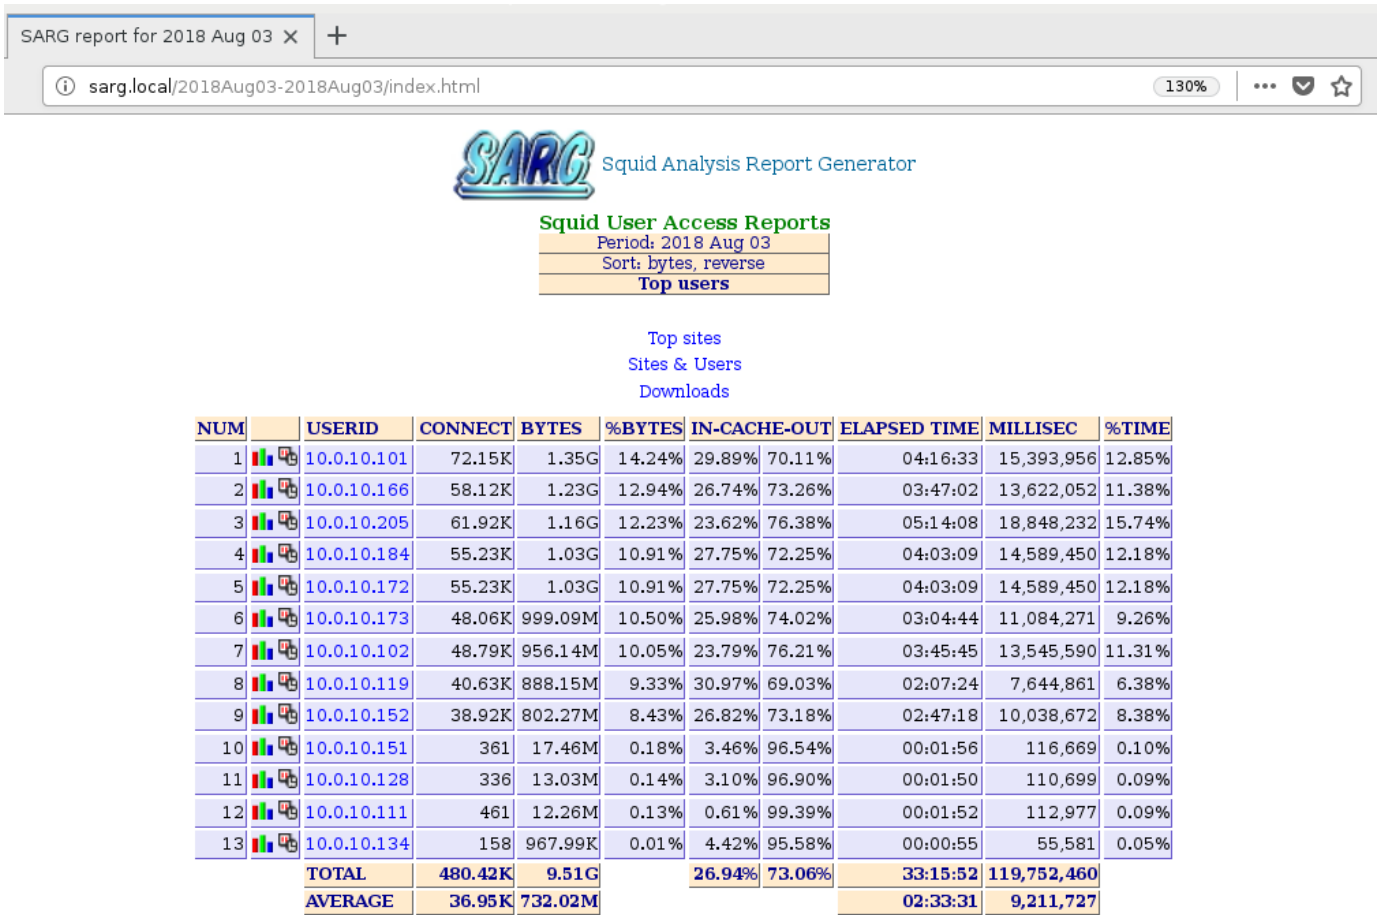 SARG report for 2018 Aug 03 × +
sarg.local/2018Aug03-2018Aug03/index.html 130%
SARG Squid Analysis Report Generator
Squid User Access Reports
Period: 2018 Aug 03
Sort: bytes, reverse
Top users
Top sites
Sites & Users
Downloads
NUM USERID CONNECT BYTES %BYTES IN-CACHE-OUT ELAPSED TIME MILLISEC %TIME
1 10.0.10.101 72.15K 1.35G 14.24% 29.89% 70.11% 04:16:33 15,393,956 12.85%
2 10.0.10.166 58.12K 1.23G 12.94% 26.74% 73.26% 03:47:02 13,622,052 11.38%
3 10.0.10.205 61.92K 1.16G 12.23% 23.62% 76.38% 05:14:08 18,848,232 15.74%
4 10.0.10.184 55.23K 1.03G 10.91% 27.75% 72.25% 04:03:09 14,589,450 12.18%
5 10.0.10.172 55.23K 1.03G 10.91% 27.75% 72.25% 04:03:09 14,589,450 12.18%
6 10.0.10.173 48.06K 999.09M 10.50% 25.98% 74.02% 03:04:44 11,084,271 9.26%
7 10.0.10.102 48.79K 956.14M 10.05% 23.79% 76.21% 03:45:45 13,545,590 11.31%
8 10.0.10.119 40.63K 888.15M 9.33% 30.97% 69.03% 02:07:24 7,644,861 6.38%
9 10.0.10.152 38.92K 802.27M 8.43% 26.82% 73.18% 02:47:18 10,038,672 8.38%
10 10.0.10.151 361 17.46M 0.18% 3.46% 96.54% 00:01:56 116,669 0.10%
11 10.0.10.128 336 13.03M 0.14% 3.10% 96.90% 00:01:50 110,699 0.09%
12 10.0.10.111 461 12.26M 0.13% 0.61% 99.39% 00:01:52 112,977 0.09%
13 10.0.10.134 158 967.99K 0.01% 4.42% 95.58% 00:00:55 55,581 0.05%
TOTAL 480.42K 9.51G 26.94% 73.06% 33:15:52 119,752,460
AVERAGE 36.95K 732.02M 02:33:31 9,211,727